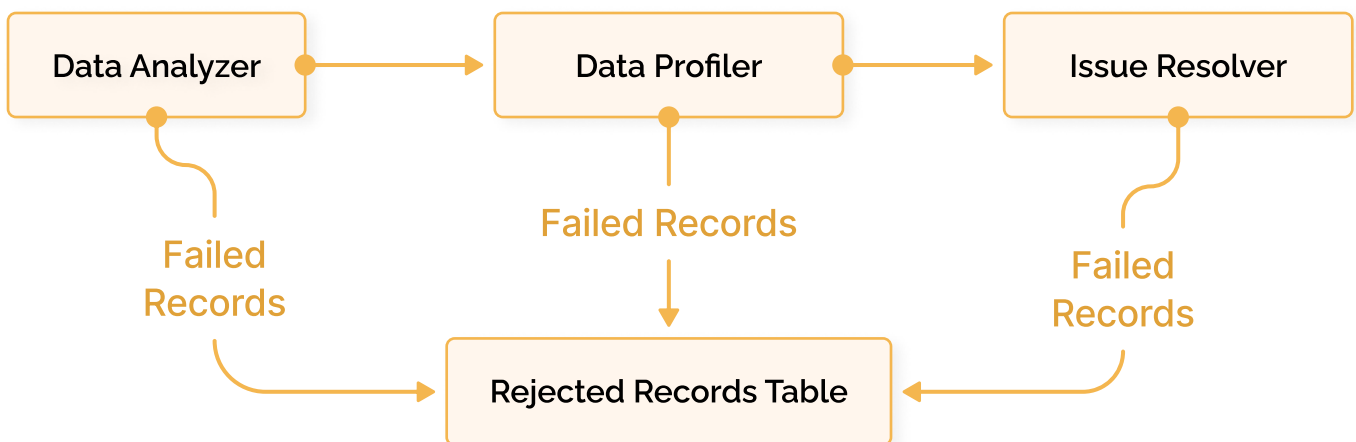 Data Analyzer
Data Profiler
Issue Resolver
Failed
Records
Failed Records
Failed
Records
Rejected Records Table